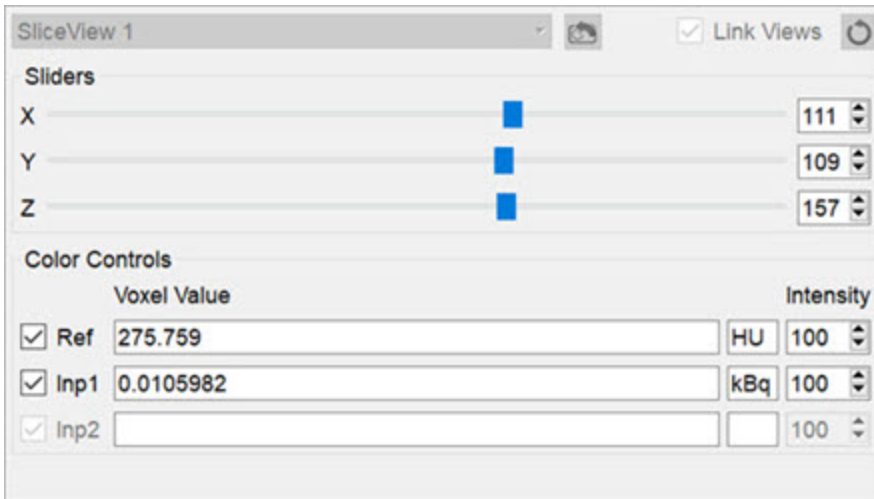 SliceView 1 Link Views
Sliders
X 111
Y 109
Z 157
Color Controls
Voxel Value Intensity
Ref 275.759 HU 100
Inp1 0.0105982 kBq 100
Inp2 100